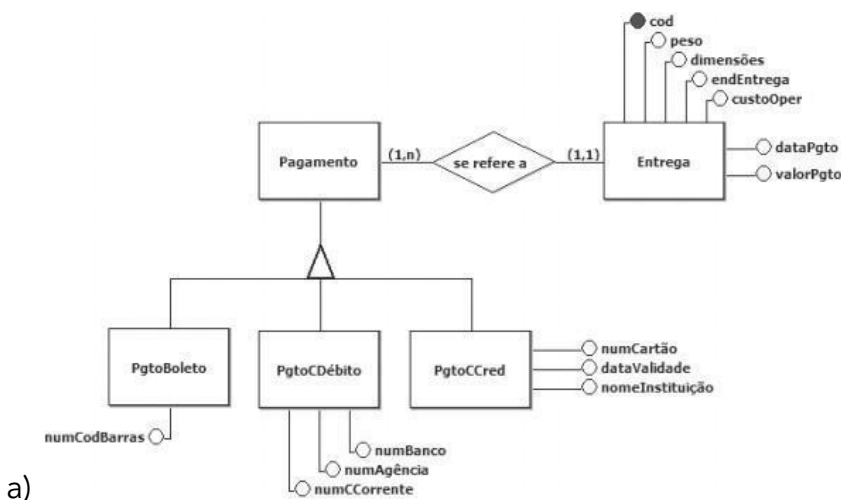 cod
peso
dimensões
endEntrega
custoOper
Pagamento (1,n) se refere a (1,1) Entrega
dataPgto
valorPgto
PgtoBoleto PgtoCDébito PgtoCCred
numCartão
dataValidade
nomeInstituição
numCodBarras
numBanco
numAgência
numCCorrente
a)